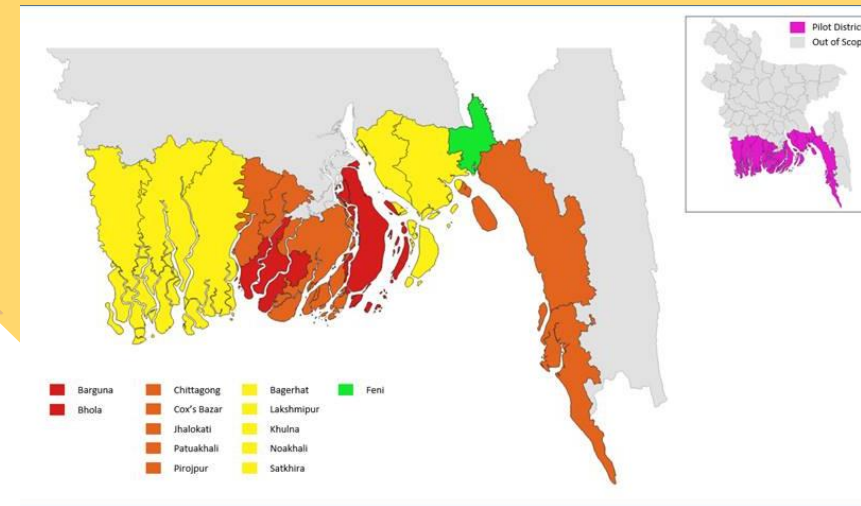 Pilot Distric
Out of Scop
Barguna Chittagong Bagerhat Feni
Bhola Cox's Bazar Lakshmipur
Jhalokati Khulna
Patuakhali Noakhali
Pirojpur Satkhira